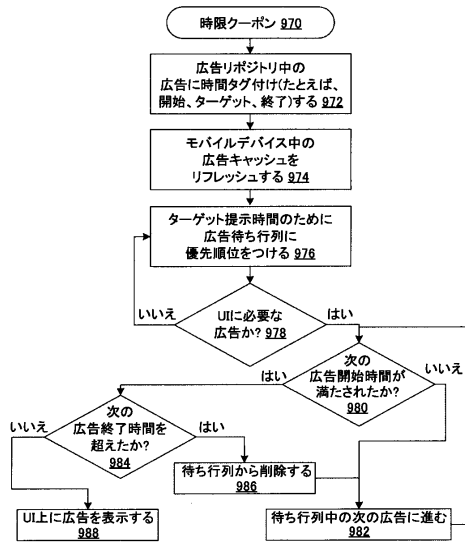 時限クーポン 970
広告リポジトリ中の
広告に時間タグ付け(たとえば、
開始、ターゲット、終了)する 972
モバイルデバイス中の
広告キャッシュを
リフレッシュする 974
ターゲット提示時間のために
広告待ち行列に
優先順位をつける 976
UIに必要な
広告か? 978
いいえ
はい
次の
広告開始時間が
満たされたか?
980
はい
いいえ
次の
広告終了時間を
超えたか?
984
いいえ
はい
待ち行列から削除する
986
UI上に広告を表示する
988
待ち行列中の次の広告に進む
982